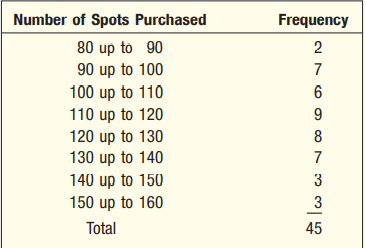 Number of Spots Purchased Frequency
80 up to 90 2
90 up to 100 7
100 up to 110 6
110 up to 120 9
120 up to 130 8
130 up to 140 7
140 up to 150 3
150 up to 160 3
Total 45